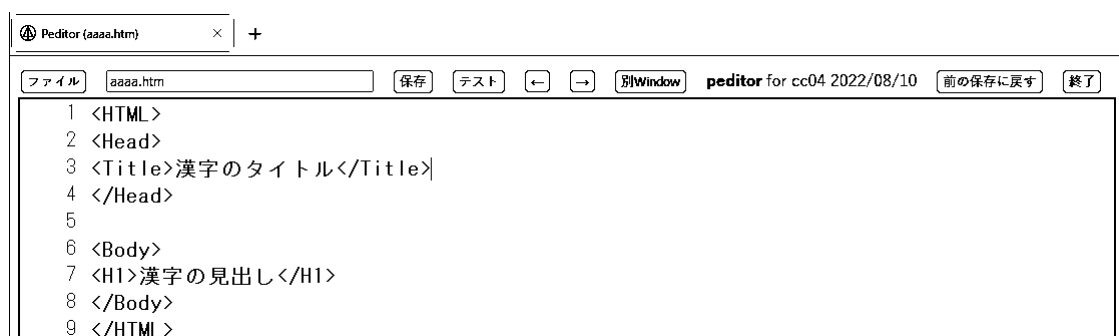 Peditor (aaaa.htm) × +
ファイル aaaa.htm 保存 テスト ← → 別Window peditor for cc04 2022/08/10 前の保存に戻す 終了
1 <HTML>
2 <Head>
3 <Title>漢字のタイトル</Title>
4 </Head>
5
6 <Body>
7 <H1>漢字の見出し</H1>
8 </Body>
9 </HTML>